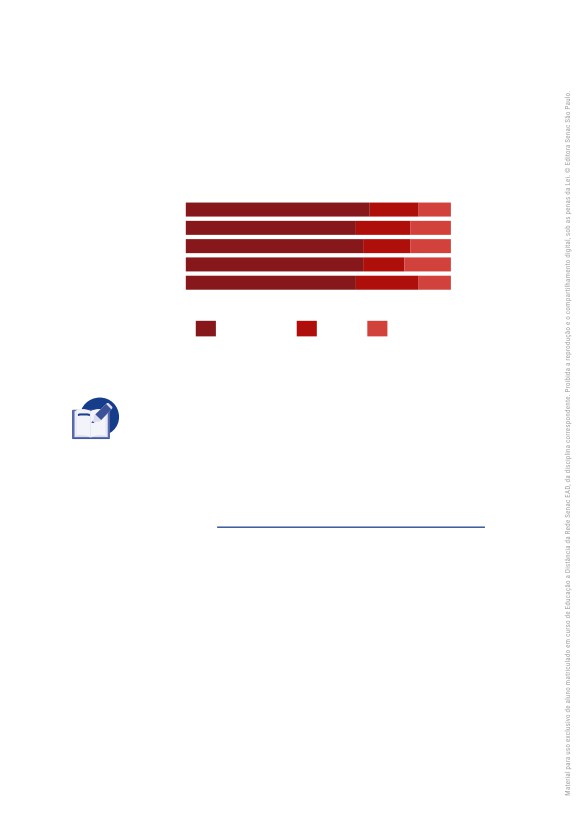 Material para uso exclusivo de aluno matriculado em curso de Educação a Distância da Rede Senac EAD, da disciplina correspondente. Proibida a reprodução e o compartilhamento digital, sob as penas da Lei. © Editora Senac São Paulo.